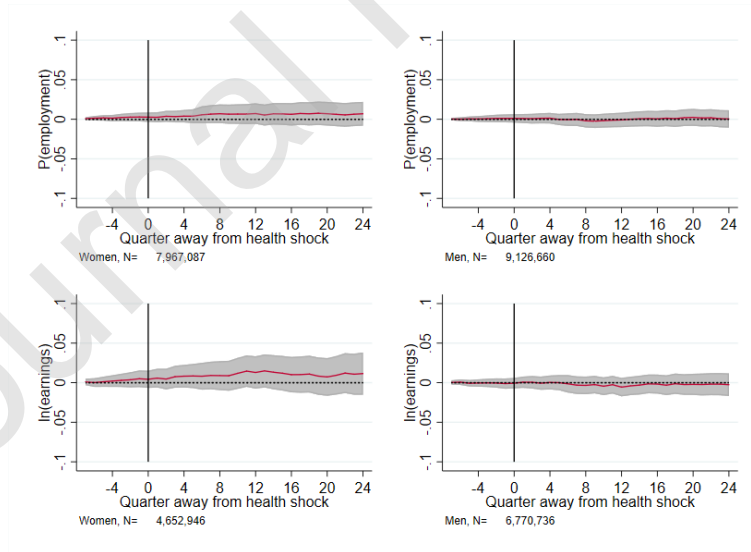 P(employment)
.1
.05
0
-.05
-.1
-4 0 4 8 12 16 20 24
Quarter away from health shock
Women, N= 7,967,087
P(employment)
.1
.05
0
-.05
-.1
-4 0 4 8 12 16 20 24
Quarter away from health shock
Men, N= 9,126,660
ln(earnings)
.1
.05
0
-.05
-.1
-4 0 4 8 12 16 20 24
Quarter away from health shock
Women, N= 4,652,946
ln(earnings)
.1
.05
0
-.05
-.1
-4 0 4 8 12 16 20 24
Quarter away from health shock
Men, N= 6,770,736
urnal